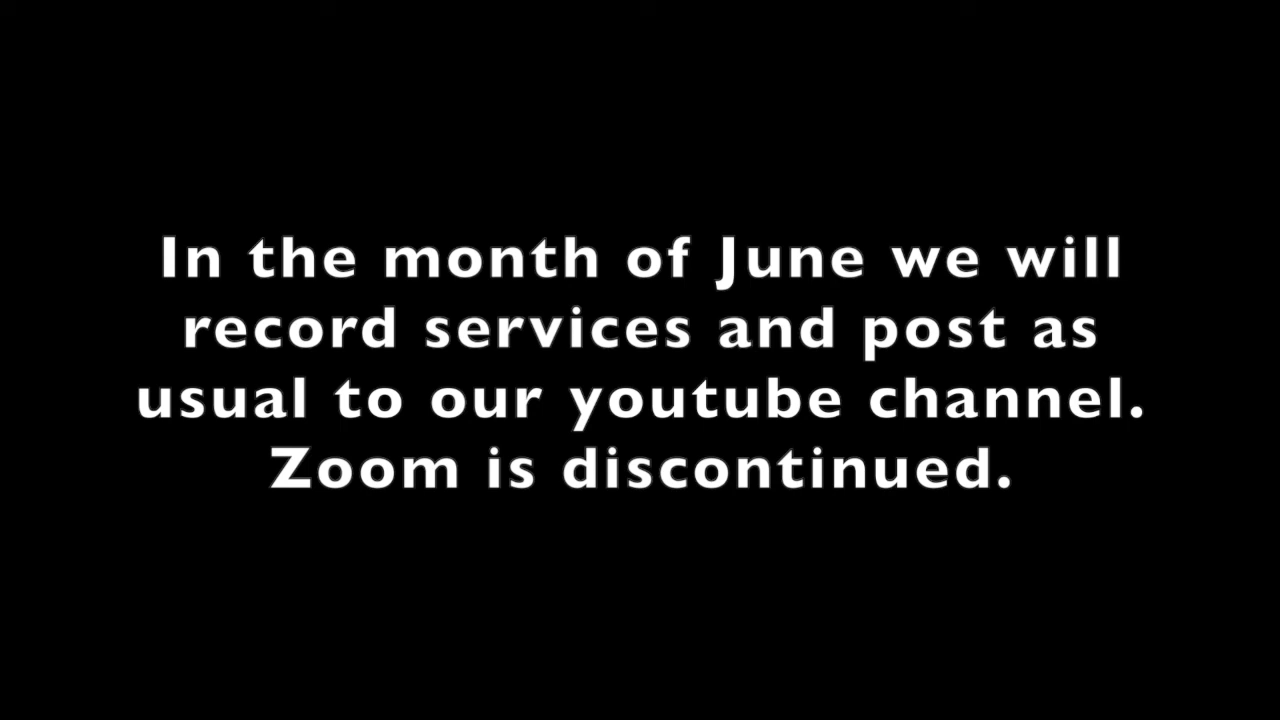 In the month of June we will
record services and post as
usual to our youtube channel.
Zoom is discontinued.